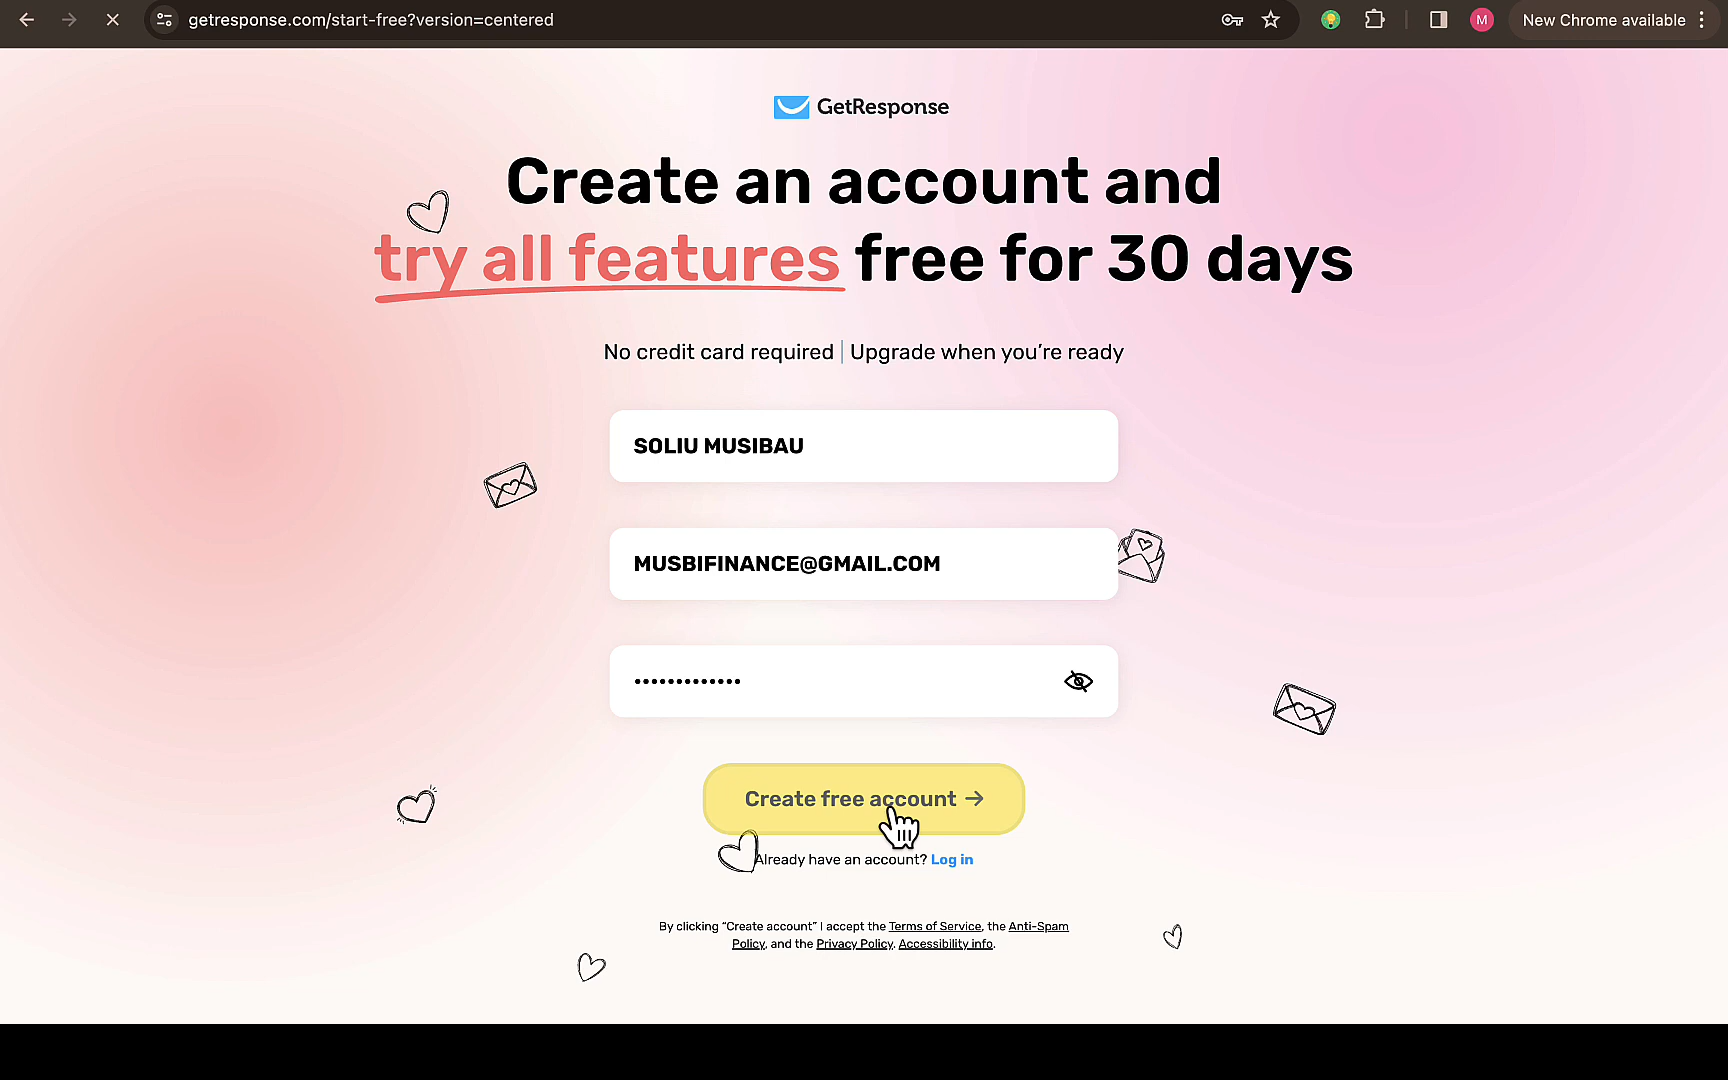 getresponse.com/start-free?version=centered
M
New Chrome available
GetResponse
Create an account and
try all features free for 30 days
No credit card required | Upgrade when you’re ready
SOLIU MUSIBAU
MUSBIFINANCE@GMAIL.COM
•••••••••••••
Create free account →
Already have an account? Log in
By clicking “Create account” I accept the Terms of Service, the Anti-Spam
Policy, and the Privacy Policy. Accessibility info.